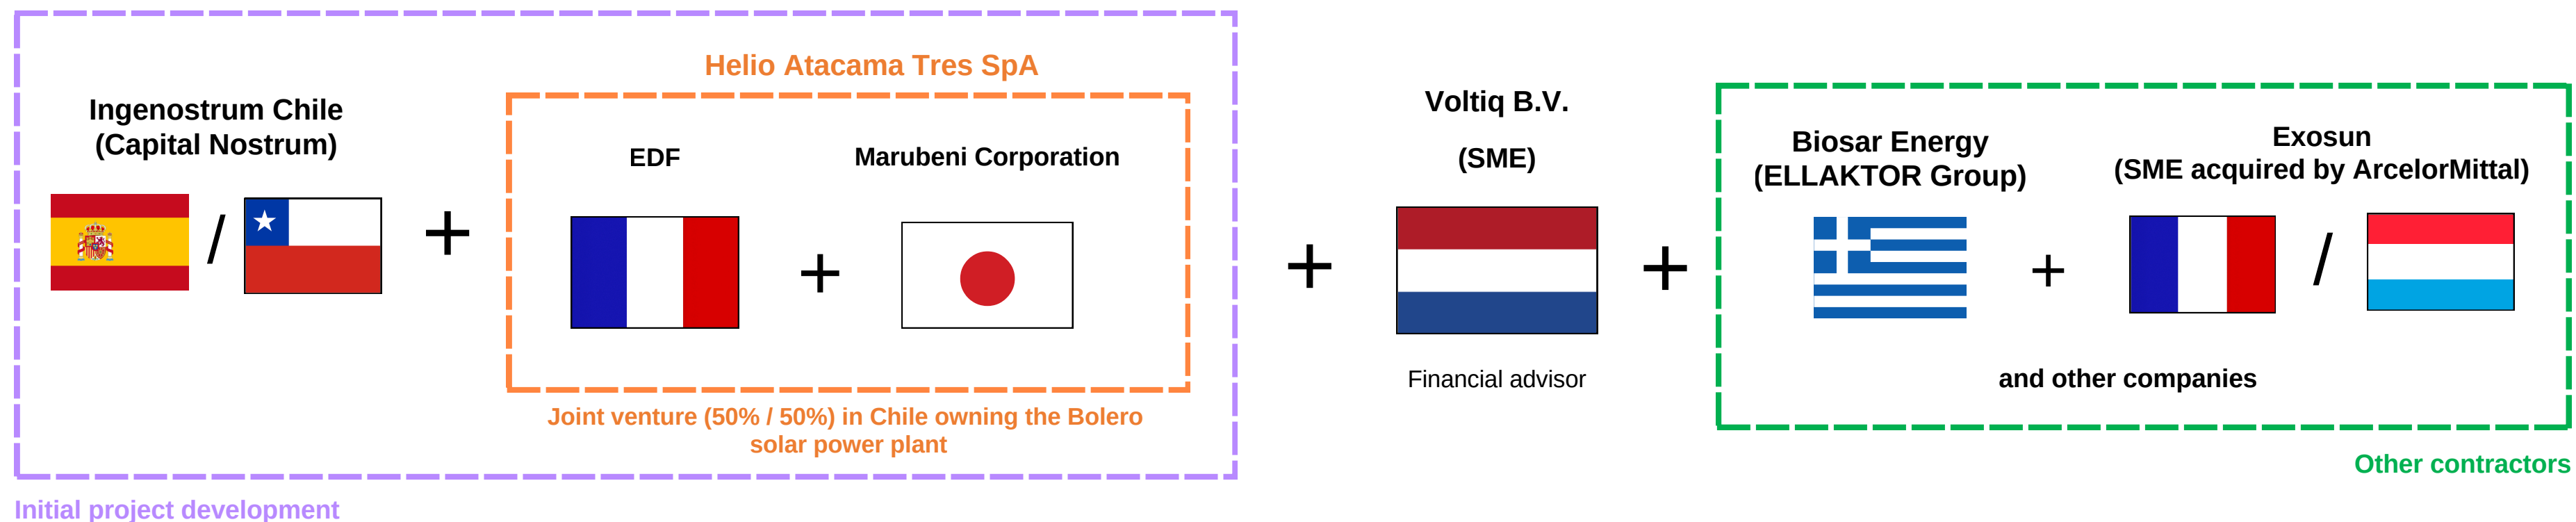 Helio Atacama Tres SpA
Ingenostrum Chile
(Capital Nostrum)
EDF
Marubeni Corporation
/
+
+
Joint venture (50% / 50%) in Chile owning the Bolero
solar power plant
Initial project development
+
Voltiq B.V.
(SME)
Financial advisor
+
Biosar Energy
(ELLAKTOR Group)
+
Exosun
(SME acquired by ArcelorMittal)
/
and other companies
Other contractors